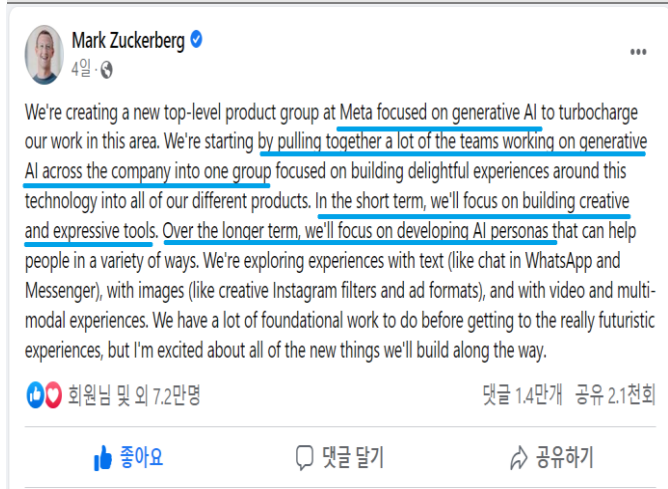 Mark Zuckerberg
4일 ·
We're creating a new top-level product group at Meta focused on generative AI to turbocharge
our work in this area. We're starting by pulling together a lot of the teams working on generative
AI across the company into one group focused on building delightful experiences around this
technology into all of our different products. In the short term, we'll focus on building creative
and expressive tools. Over the longer term, we'll focus on developing AI personas that can help
people in a variety of ways. We're exploring experiences with text (like chat in WhatsApp and
Messenger), with images (like creative Instagram filters and ad formats), and with video and multi-
modal experiences. We have a lot of foundational work to do before getting to the really futuristic
experiences, but I'm excited about all of the new things we'll build along the way.
회원님 및 외 7.2만명 댓글 1.4만개 공유 2.1천회
좋아요 댓글 달기 공유하기